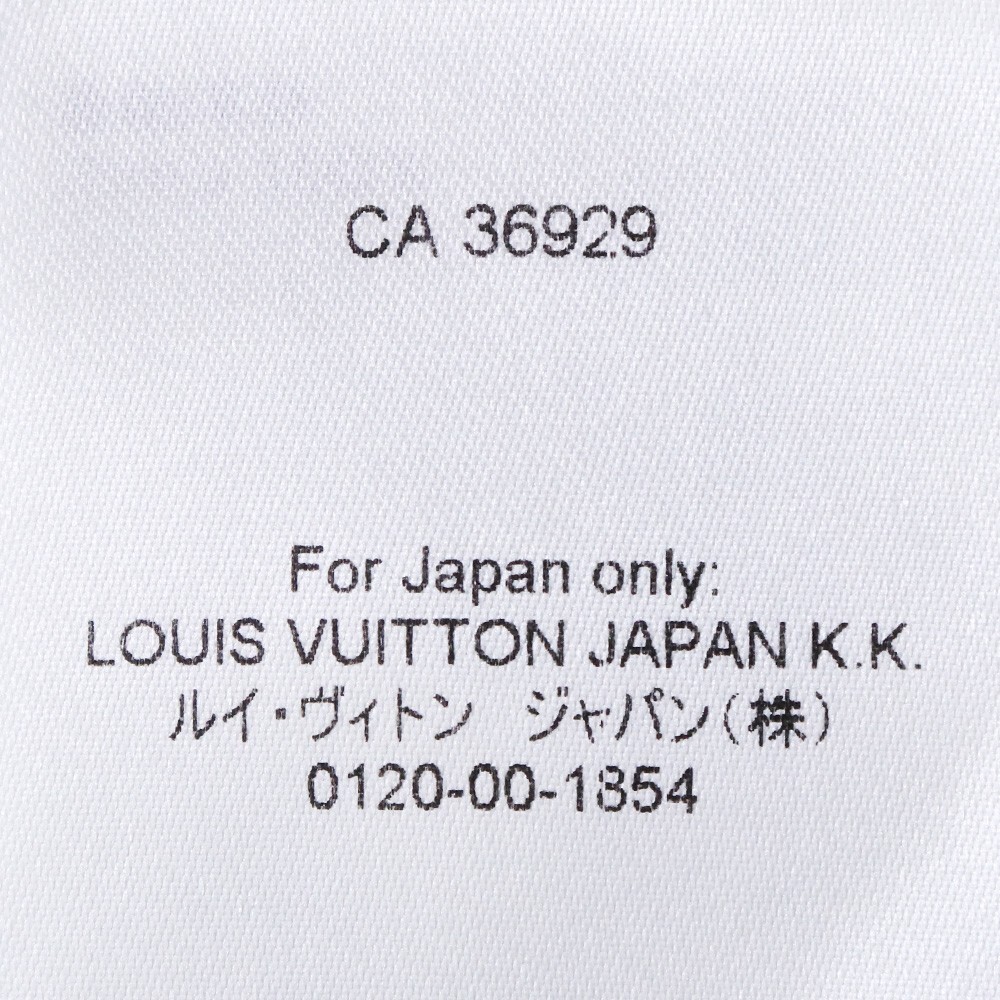 CA 36929
For Japan only:
LOUIS VUITTON JAPAN K.K.
ルイ・ヴィトン　ジャパン(株)
0120-00-1854